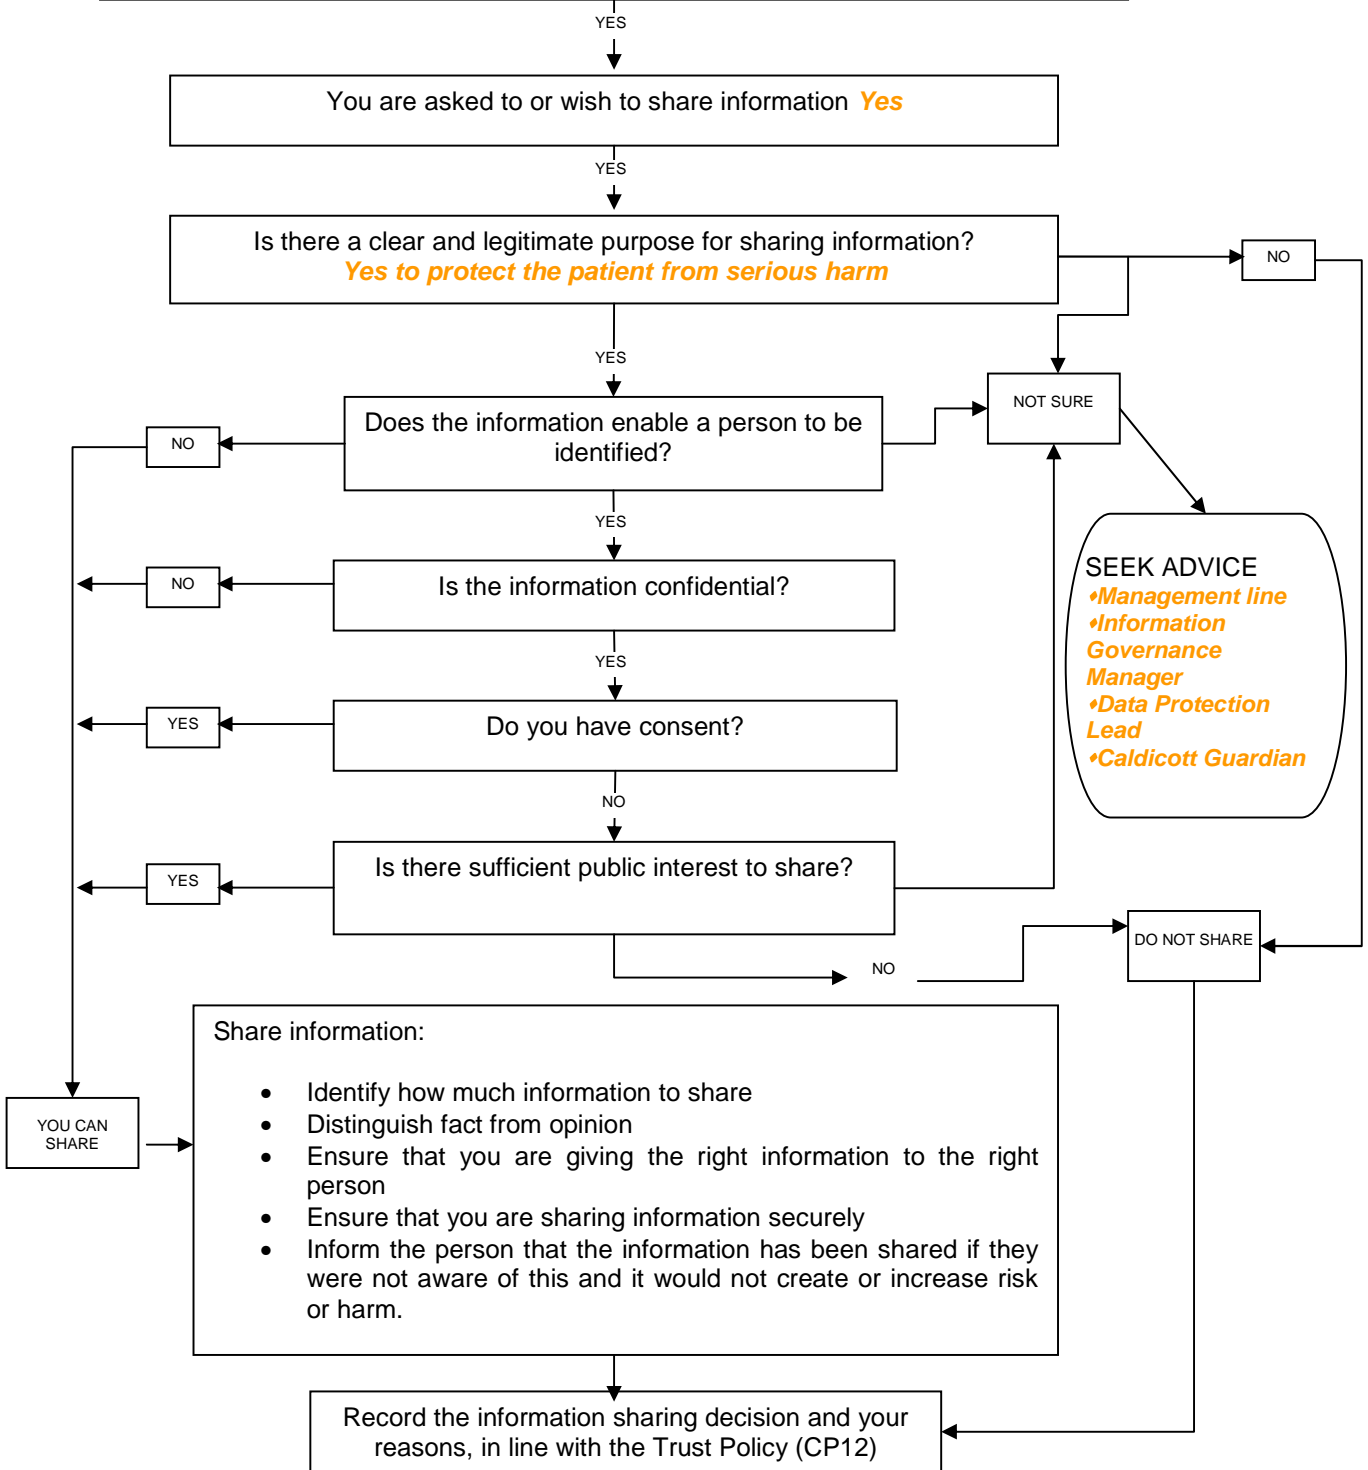 YES
You are asked to or wish to share information Yes
YES
Is there a clear and legitimate purpose for sharing information?
Yes to protect the patient from serious harm
NO
YES
NOT SURE
Does the information enable a person to be
identified?
NO
YES
SEEK ADVICE
♦Management line
♦Information
Governance
Manager
♦Data Protection
Lead
♦Caldicott Guardian
Is the information confidential?
NO
YES
Do you have consent?
YES
NO
Is there sufficient public interest to share?
YES
NO
DO NOT SHARE
YOU CAN
SHARE
Share information:
• Identify how much information to share
• Distinguish fact from opinion
• Ensure that you are giving the right information to the right
person
• Ensure that you are sharing information securely
• Inform the person that the information has been shared if they
were not aware of this and it would not create or increase risk
or harm.
Record the information sharing decision and your
reasons, in line with the Trust Policy (CP12)